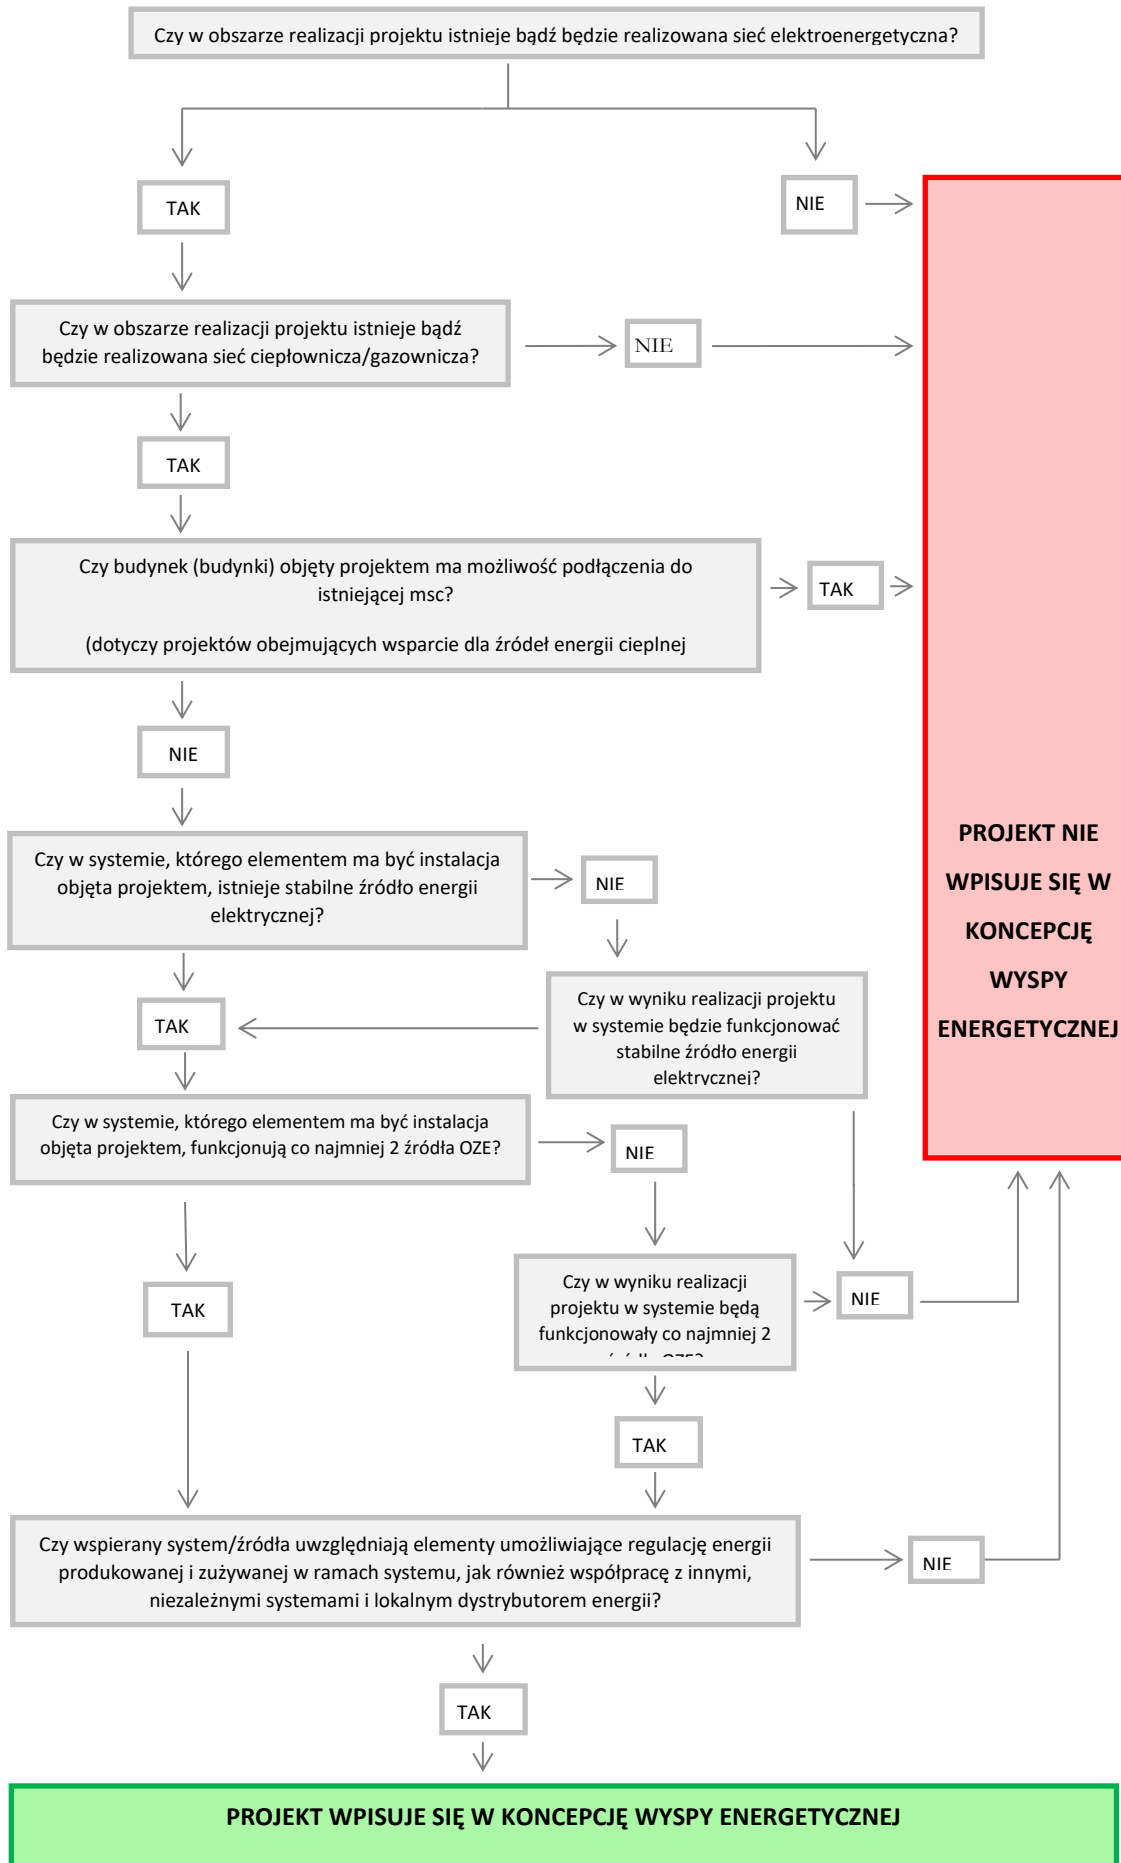 Czy w obszarze realizacji projektu istnieje bądź będzie realizowana sieć elektroenergetyczna?
TAK
NIE
Czy w obszarze realizacji projektu istnieje bądź
będzie realizowana sieć ciepłownicza/gazownicza?
NIE
TAK
Czy budynek (budynki) objęty projektem ma możliwość podłączenia do
istniejącej msc?
(dotyczy projektów obejmujących wsparcie dla źródeł energii cieplnej
TAK
NIE
PROJEKT NIE
WPISUJE SIĘ W
KONCEPCJĘ
WYSPY
ENERGETYCZNEJ
Czy w systemie, którego elementem ma być instalacja
objęta projektem, istnieje stabilne źródło energii
elektrycznej?
NIE
TAK
Czy w wyniku realizacji projektu
w systemie będzie funkcjonować
stabilne źródło energii
elektrycznej?
Czy w systemie, którego elementem ma być instalacja
objęta projektem, funkcjonują co najmniej 2 źródła OZE?
NIE
TAK
Czy w wyniku realizacji
projektu w systemie będą
funkcjonowały co najmniej 2
źródła OZE?
NIE
TAK
Czy wspierany system/źródła uwzględniają elementy umożliwiające regulację energii
produkowanej i zużywanej w ramach systemu, jak również współpracę z innymi,
niezależnymi systemami i lokalnym dystrybutorem energii?
NIE
TAK
PROJEKT WPISUJE SIĘ W KONCEPCJĘ WYSPY ENERGETYCZNEJ